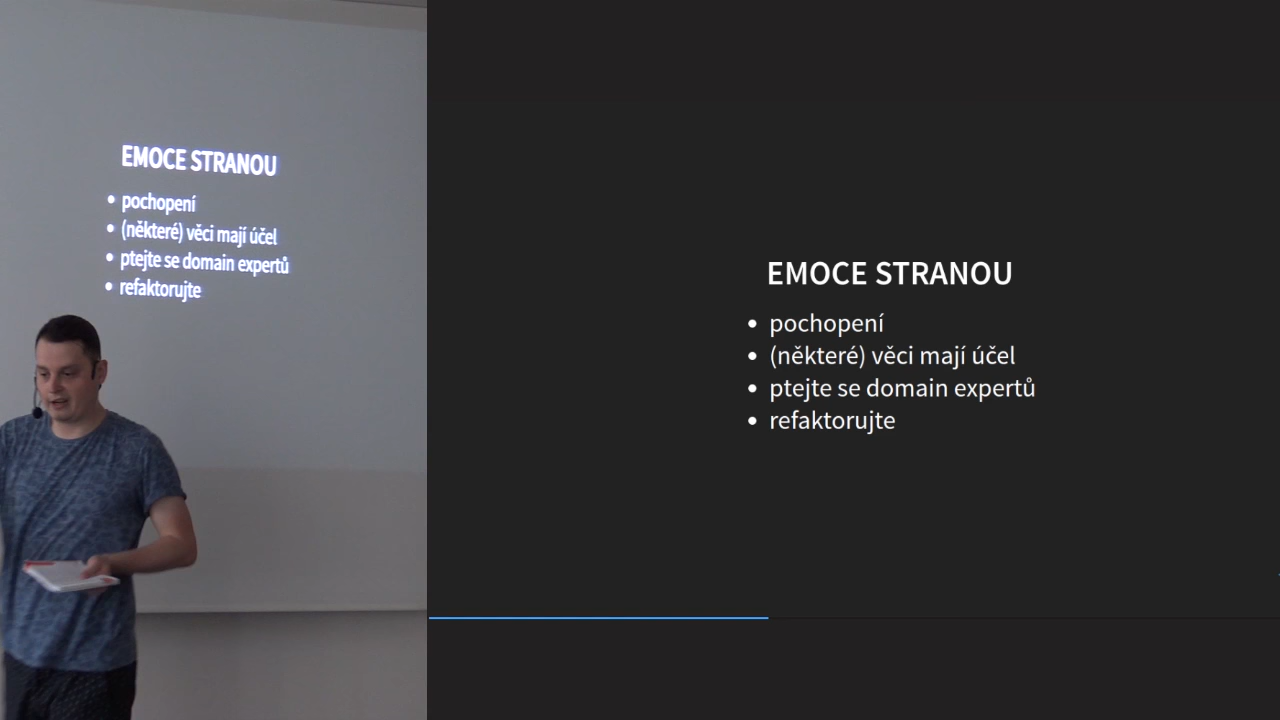 EMOCE STRANOU
pochopení
(některé) věci mají účel
ptejte se domain expertů
refaktorujte
EMOCE STRANOU
pochopení
(některé) věci mají účel
ptejte se domain expertů
refaktorujte